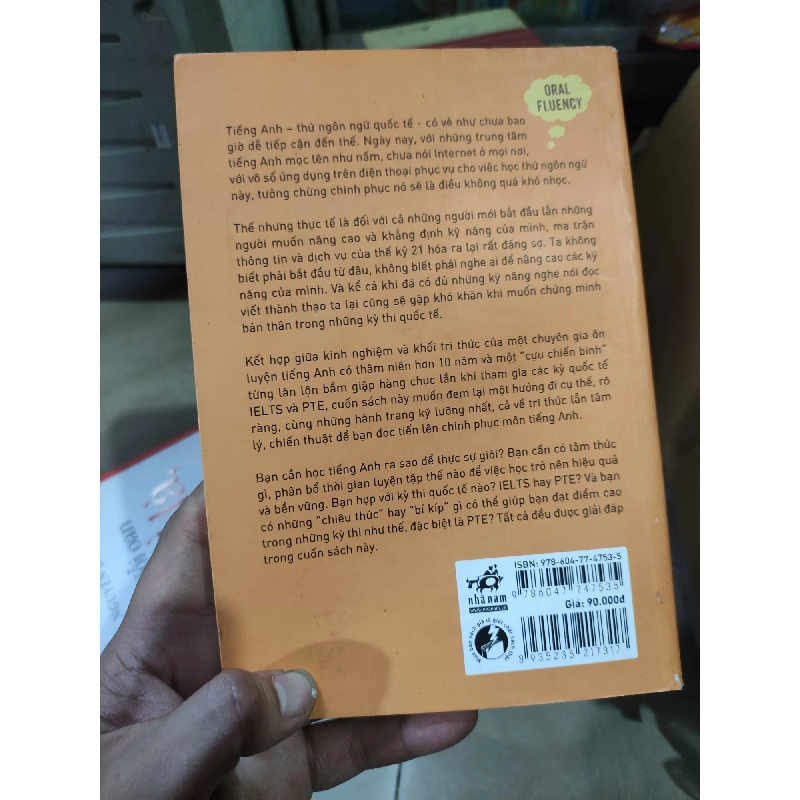 ORAL
FLUENCY
Tiếng Anh – thứ ngôn ngữ quốc tế - có vẻ như chưa bao
giờ dễ tiếp cận đến thế. Ngày nay, với những trung tâm
tiếng Anh mọc lên như nấm, chưa nói Internet ở mọi nơi,
với vô số ứng dụng trên điện thoại phục vụ cho việc học thứ ngôn ngữ
này, tưởng chừng chinh phục nó sẽ là điều không quá khó nhọc.
Thế nhưng thực tế là đối với cả những người mới bắt đầu lẫn những
người muốn nâng cao và khẳng định kỹ năng của mình, ma trận
thông tin và dịch vụ của thế kỷ 21 hóa ra lại rất đáng sợ. Ta không
biết phải bắt đầu từ đâu, không biết phải nghe ai để nâng cao các kỹ
năng của mình. Và kể cả khi đã có đủ những kỹ năng nghe nói đọc
viết thành thạo ta lại cũng sẽ gặp khó khăn khi muốn chứng minh
bản thân trong những kỳ thi quốc tế.
Kết hợp giữa kinh nghiệm và khối tri thức của một chuyên gia ôn
luyện tiếng Anh có thâm niên hơn 10 năm và một "cựu chiến binh"
từng lăn lộn bầm giập hàng chục lần khi tham gia các kỳ quốc tế
IELTS và PTE, cuốn sách này muốn đem lại một hướng đi cụ thể, rõ
ràng, cùng những hành trang kỹ lưỡng nhất, cả về tri thức lẫn tâm
lý, chiến thuật để bạn đọc tiến lên chinh phục môn tiếng Anh.
Bạn cần học tiếng Anh ra sao để thực sự giỏi? Bạn cần có tâm thức
gì, phân bổ thời gian luyện tập thế nào để việc học trở nên hiệu quả
và bền vững. Bạn hợp với kỳ thi quốc tế nào? IELTS hay PTE? Và bạn
có những "chiêu thức" hay "bí kíp" gì có thể giúp bạn đạt điểm cao
trong những kỳ thi như thế, đặc biệt là PTE? Tất cả đều được giải đáp
trong cuốn sách này.
ISBN: 978-604-77-4753-5
nhã nam
9 786047 747535
Giá: 90.000đ
8 935235 217317